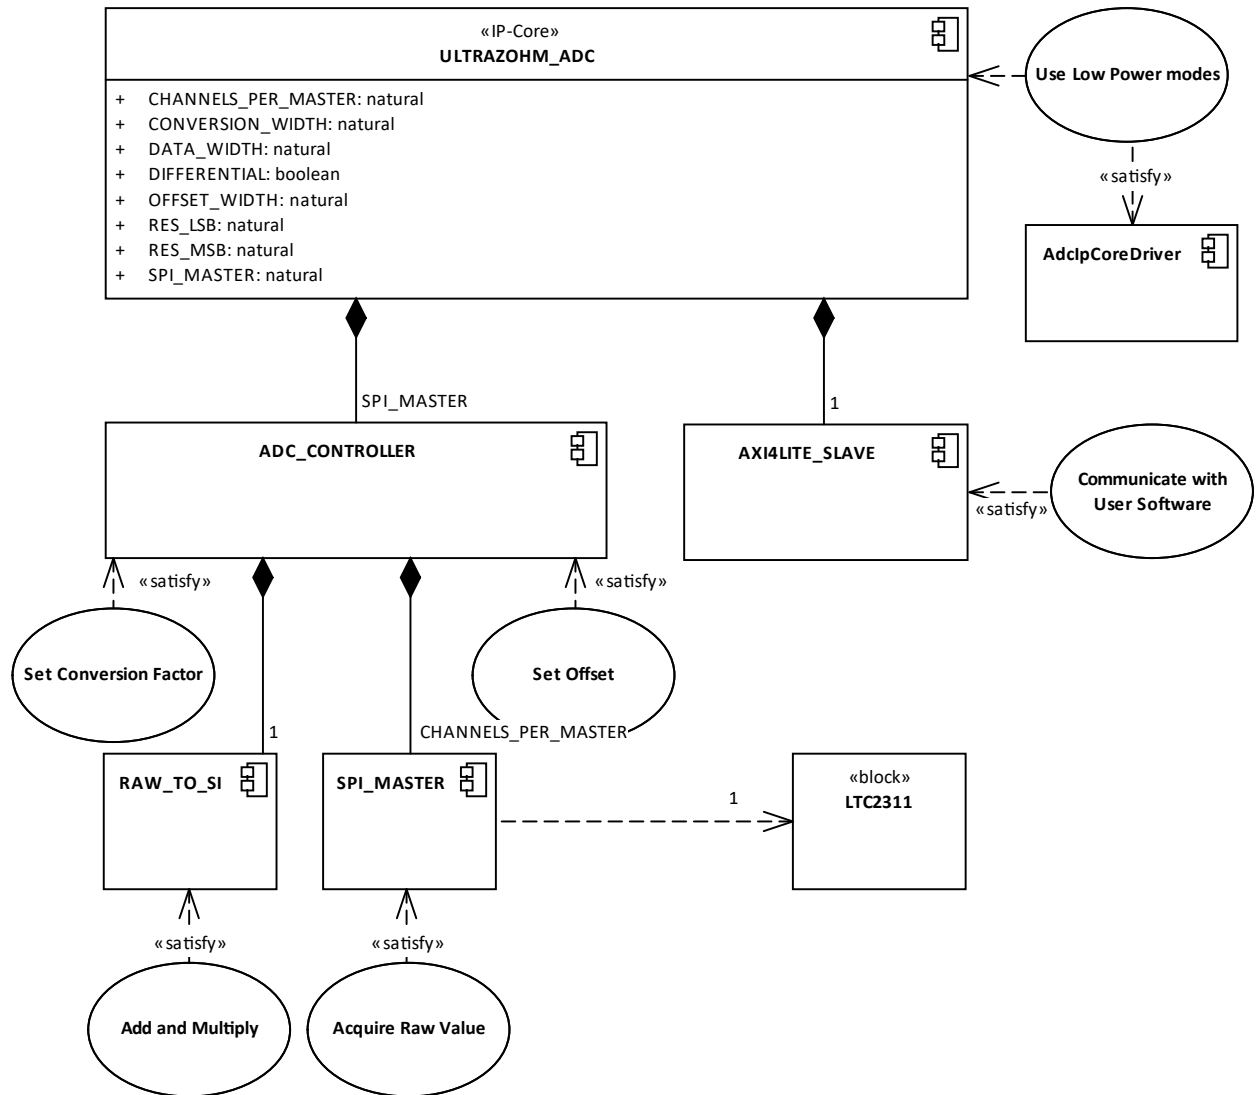 «IP-Core»
ULTRAZOHM_ADC
+ CHANNELS_PER_MASTER: natural
+ CONVERSION_WIDTH: natural
+ DATA_WIDTH: natural
+ DIFFERENTIAL: boolean
+ OFFSET_WIDTH: natural
+ RES_LSB: natural
+ RES_MSB: natural
+ SPI_MASTER: natural
Use Low Power modes
«satisfy»
AdcIpCoreDriver
SPI_MASTER
1
ADC_CONTROLLER
AXI4LITE_SLAVE
Communicate with
User Software
«satisfy»
«satisfy»
«satisfy»
Set Conversion Factor
Set Offset
1
CHANNELS_PER_MASTER
RAW_TO_SI
SPI_MASTER
1
«block»
LTC2311
«satisfy»
«satisfy»
Add and Multiply
Acquire Raw Value